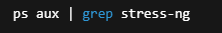 ps aux | grep stress-ng